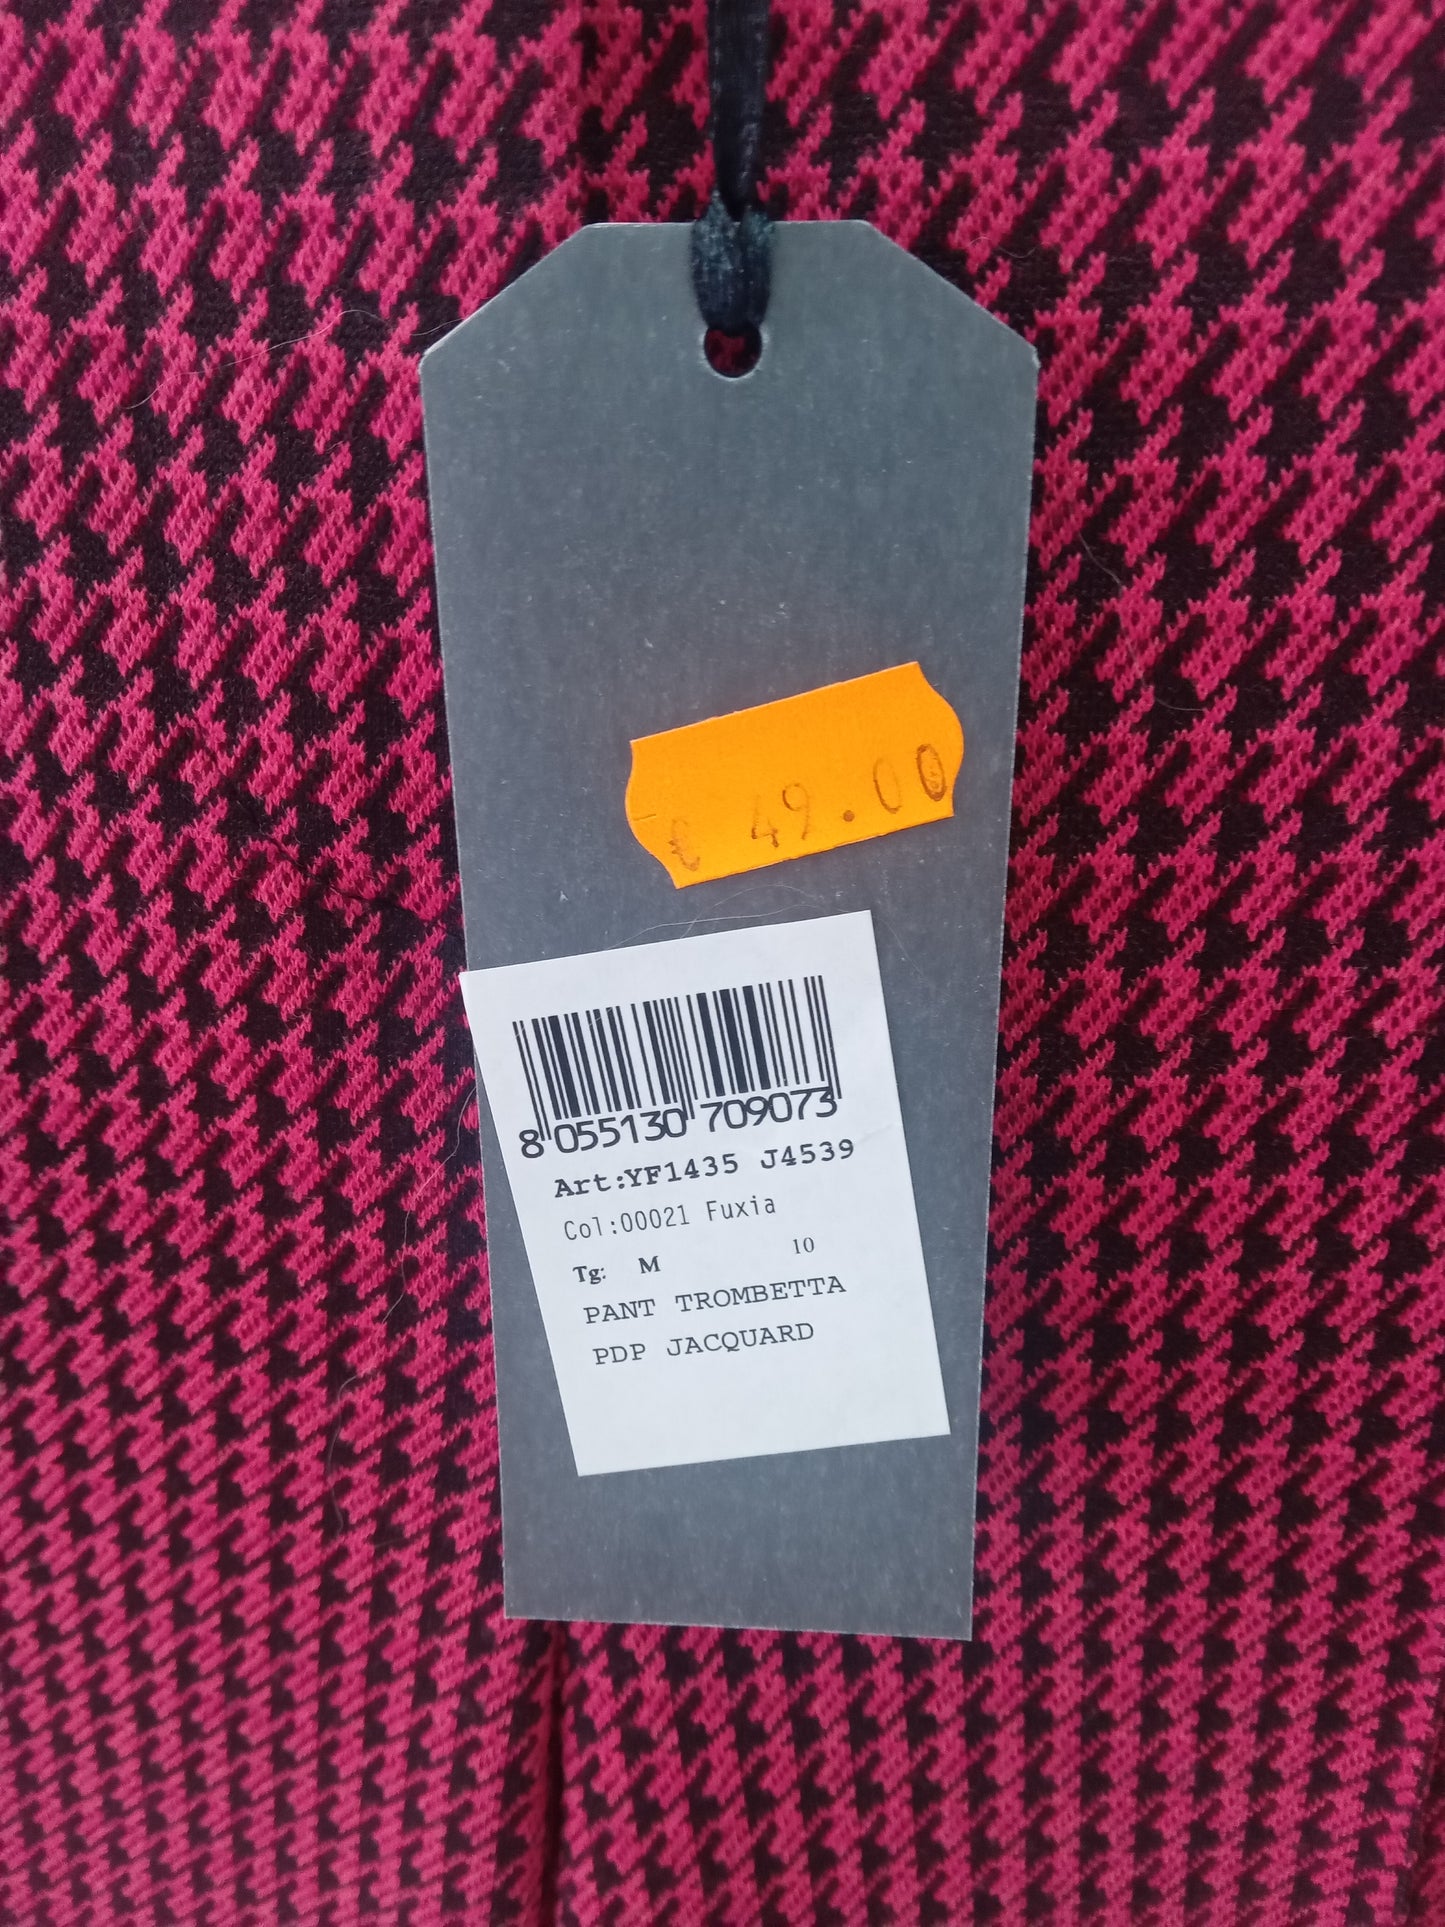 € 49.00
8 055130 709073
Art:YF1435 J4539
Col:00021 Fuxia
Tg: M 10
PANT TROMBETTA
PDP JACQUARD